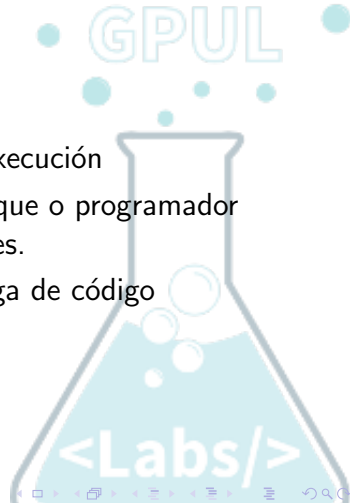 GPUL
xecución
que o programador
es.
ga de código
<Labs/>